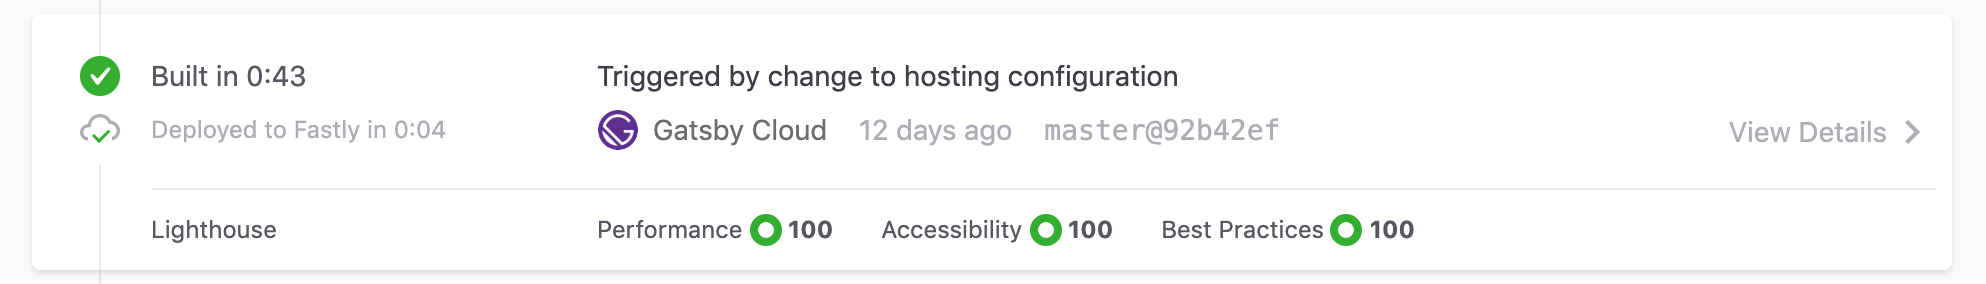 Built in 0:43
Deployed to Fastly in 0:04
Triggered by change to hosting configuration
Gatsby Cloud 12 days ago master@92b42ef
View Details
Lighthouse
Performance 100 Accessibility 100 Best Practices 100